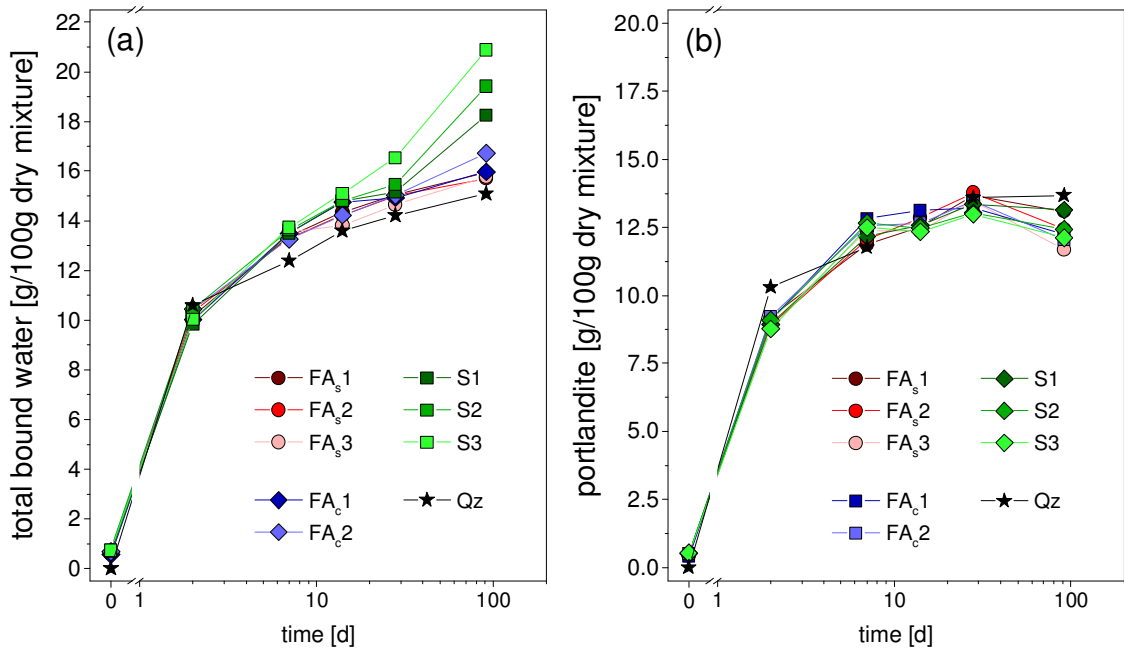 (a)
total bound water [g/100g dry mixture]
22
20
18
16
14
12
10
8
6
4
2
0
FAs1
FAs2
FAs3
FAc1
FAc2
S1
S2
S3
Qz
0 1 10 100
time [d]
(b)
portlandite [g/100g dry mixture]
20.0
17.5
15.0
12.5
10.0
7.5
5.0
2.5
0.0
FAs1
FAs2
FAs3
FAc1
FAc2
S1
S2
S3
Qz
0 1 10 100
time [d]